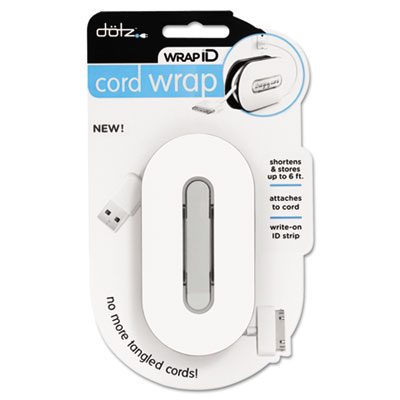 dötz
WRAP iD
cord wrap
NEW!
shortens
& stores
up to 6 ft.
attaches
to cord
write-on
ID strip
no more tangled cords!